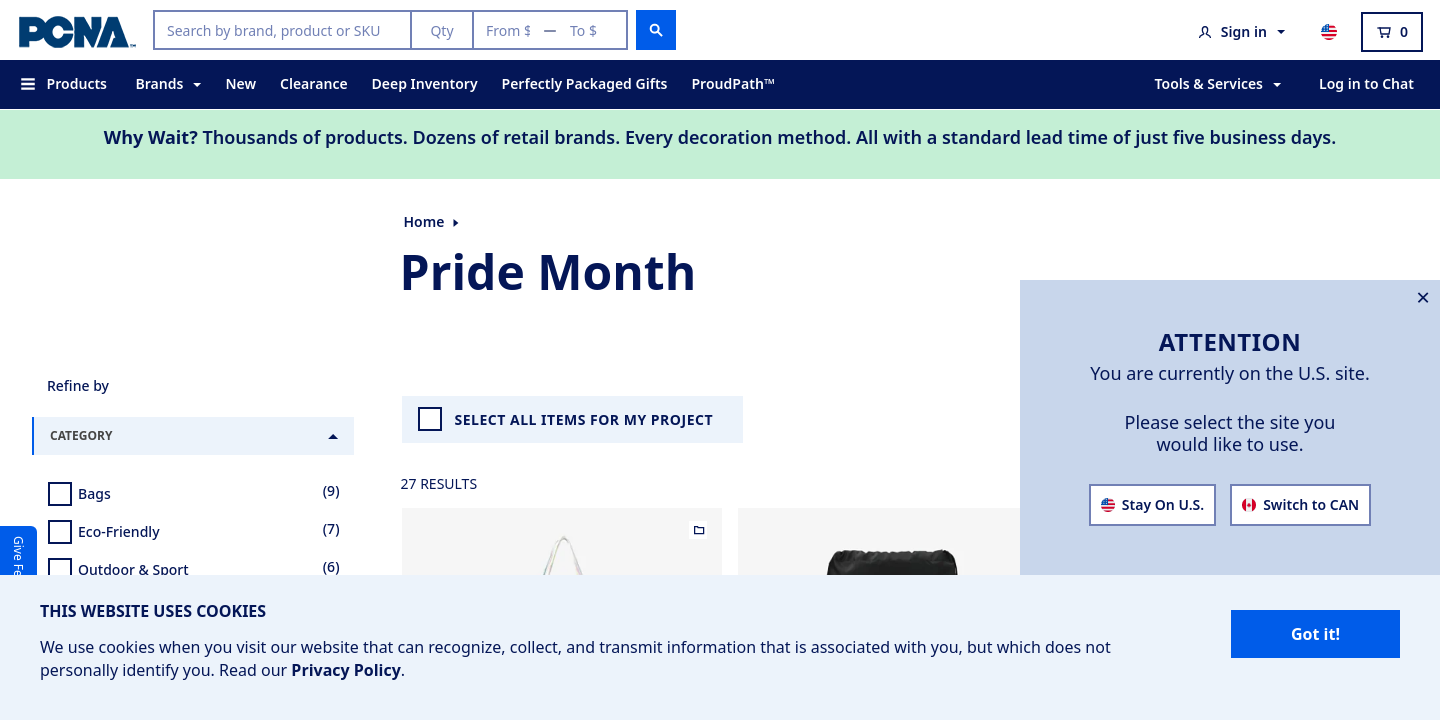 PCNA™
Search by brand, product or SKU
Qty
From $
—
To $
Sign in
0
Products
Brands
New
Clearance
Deep Inventory
Perfectly Packaged Gifts
ProudPath™
Tools & Services
Log in to Chat
Why Wait? Thousands of products. Dozens of retail brands. Every decoration method. All with a standard lead time of just five business days.
Home
Pride Month
ATTENTION
You are currently on the U.S. site.
Please select the site you
would like to use.
Stay On U.S.
Switch to CAN
Refine by
CATEGORY
SELECT ALL ITEMS FOR MY PROJECT
27 RESULTS
Bags (9)
Eco-Friendly (7)
Outdoor & Sport (6)
Give Fe
THIS WEBSITE USES COOKIES
We use cookies when you visit our website that can recognize, collect, and transmit information that is associated with you, but which does not
personally identify you. Read our Privacy Policy.
Got it!